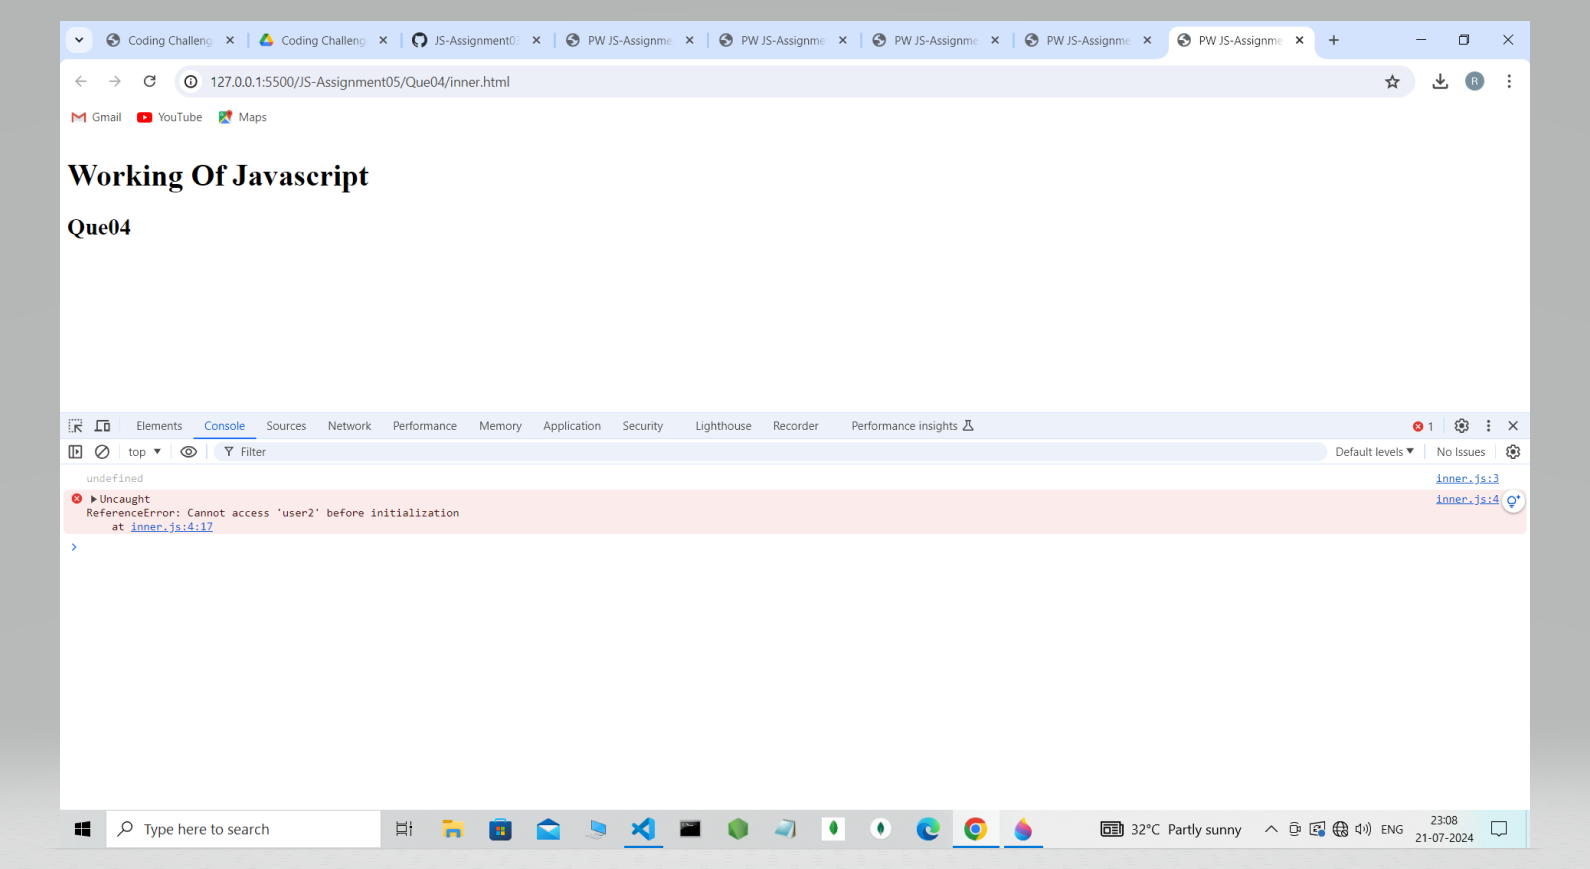 Coding Challeng
Coding Challeng
JS-Assignment0
PW JS-Assignme
PW JS-Assignme
PW JS-Assignme
PW JS-Assignme
PW JS-Assignme
127.0.0.1:5500/JS-Assignment05/Que04/inner.html
R
Gmail
YouTube
Maps
Working Of Javascript
Que04
Elements
Console
Sources
Network
Performance
Memory
Application
Security
Lighthouse
Recorder
Performance insights
1
top
Filter
Default levels
No Issues
undefined
inner.js:3
Uncaught
inner.js:4
ReferenceError: Cannot access 'user2' before initialization
at inner.js:4:17
Type here to search
32°C Partly sunny
ENG
23:08
21-07-2024